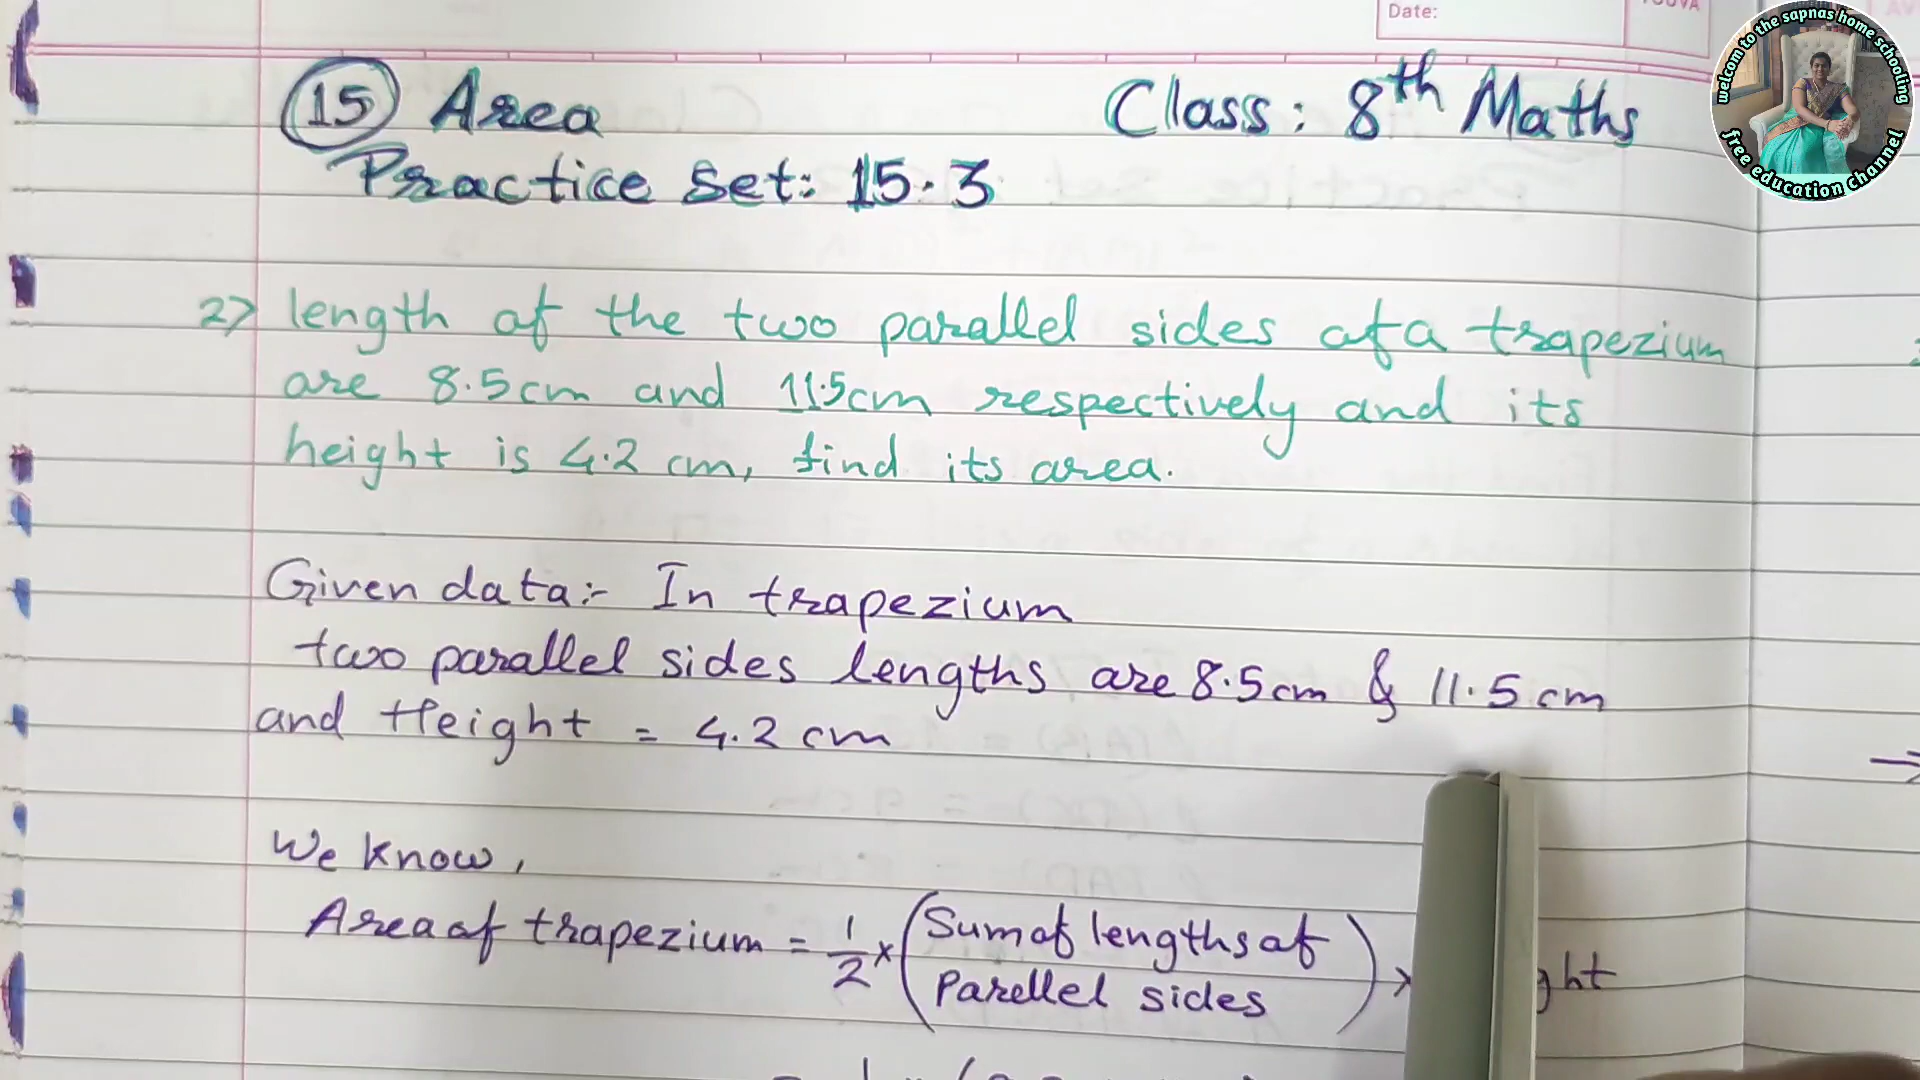 Date:
15 Area
Class: 8th Maths
Practice Set: 15.3
2) length of the two parallel sides of a trapezium
are 8.5cm and 11.5cm respectively and its
height is 4.2 cm, find its area.
Given data:- In trapezium
two parallel sides lengths are 8.5cm & 11.5 cm
and Height = 4.2 cm
We know,
Area of trapezium = 1/2 × (Sum of lengths of
Parellel sides) × ght
welcom to the sapnas home schooling
free education channel